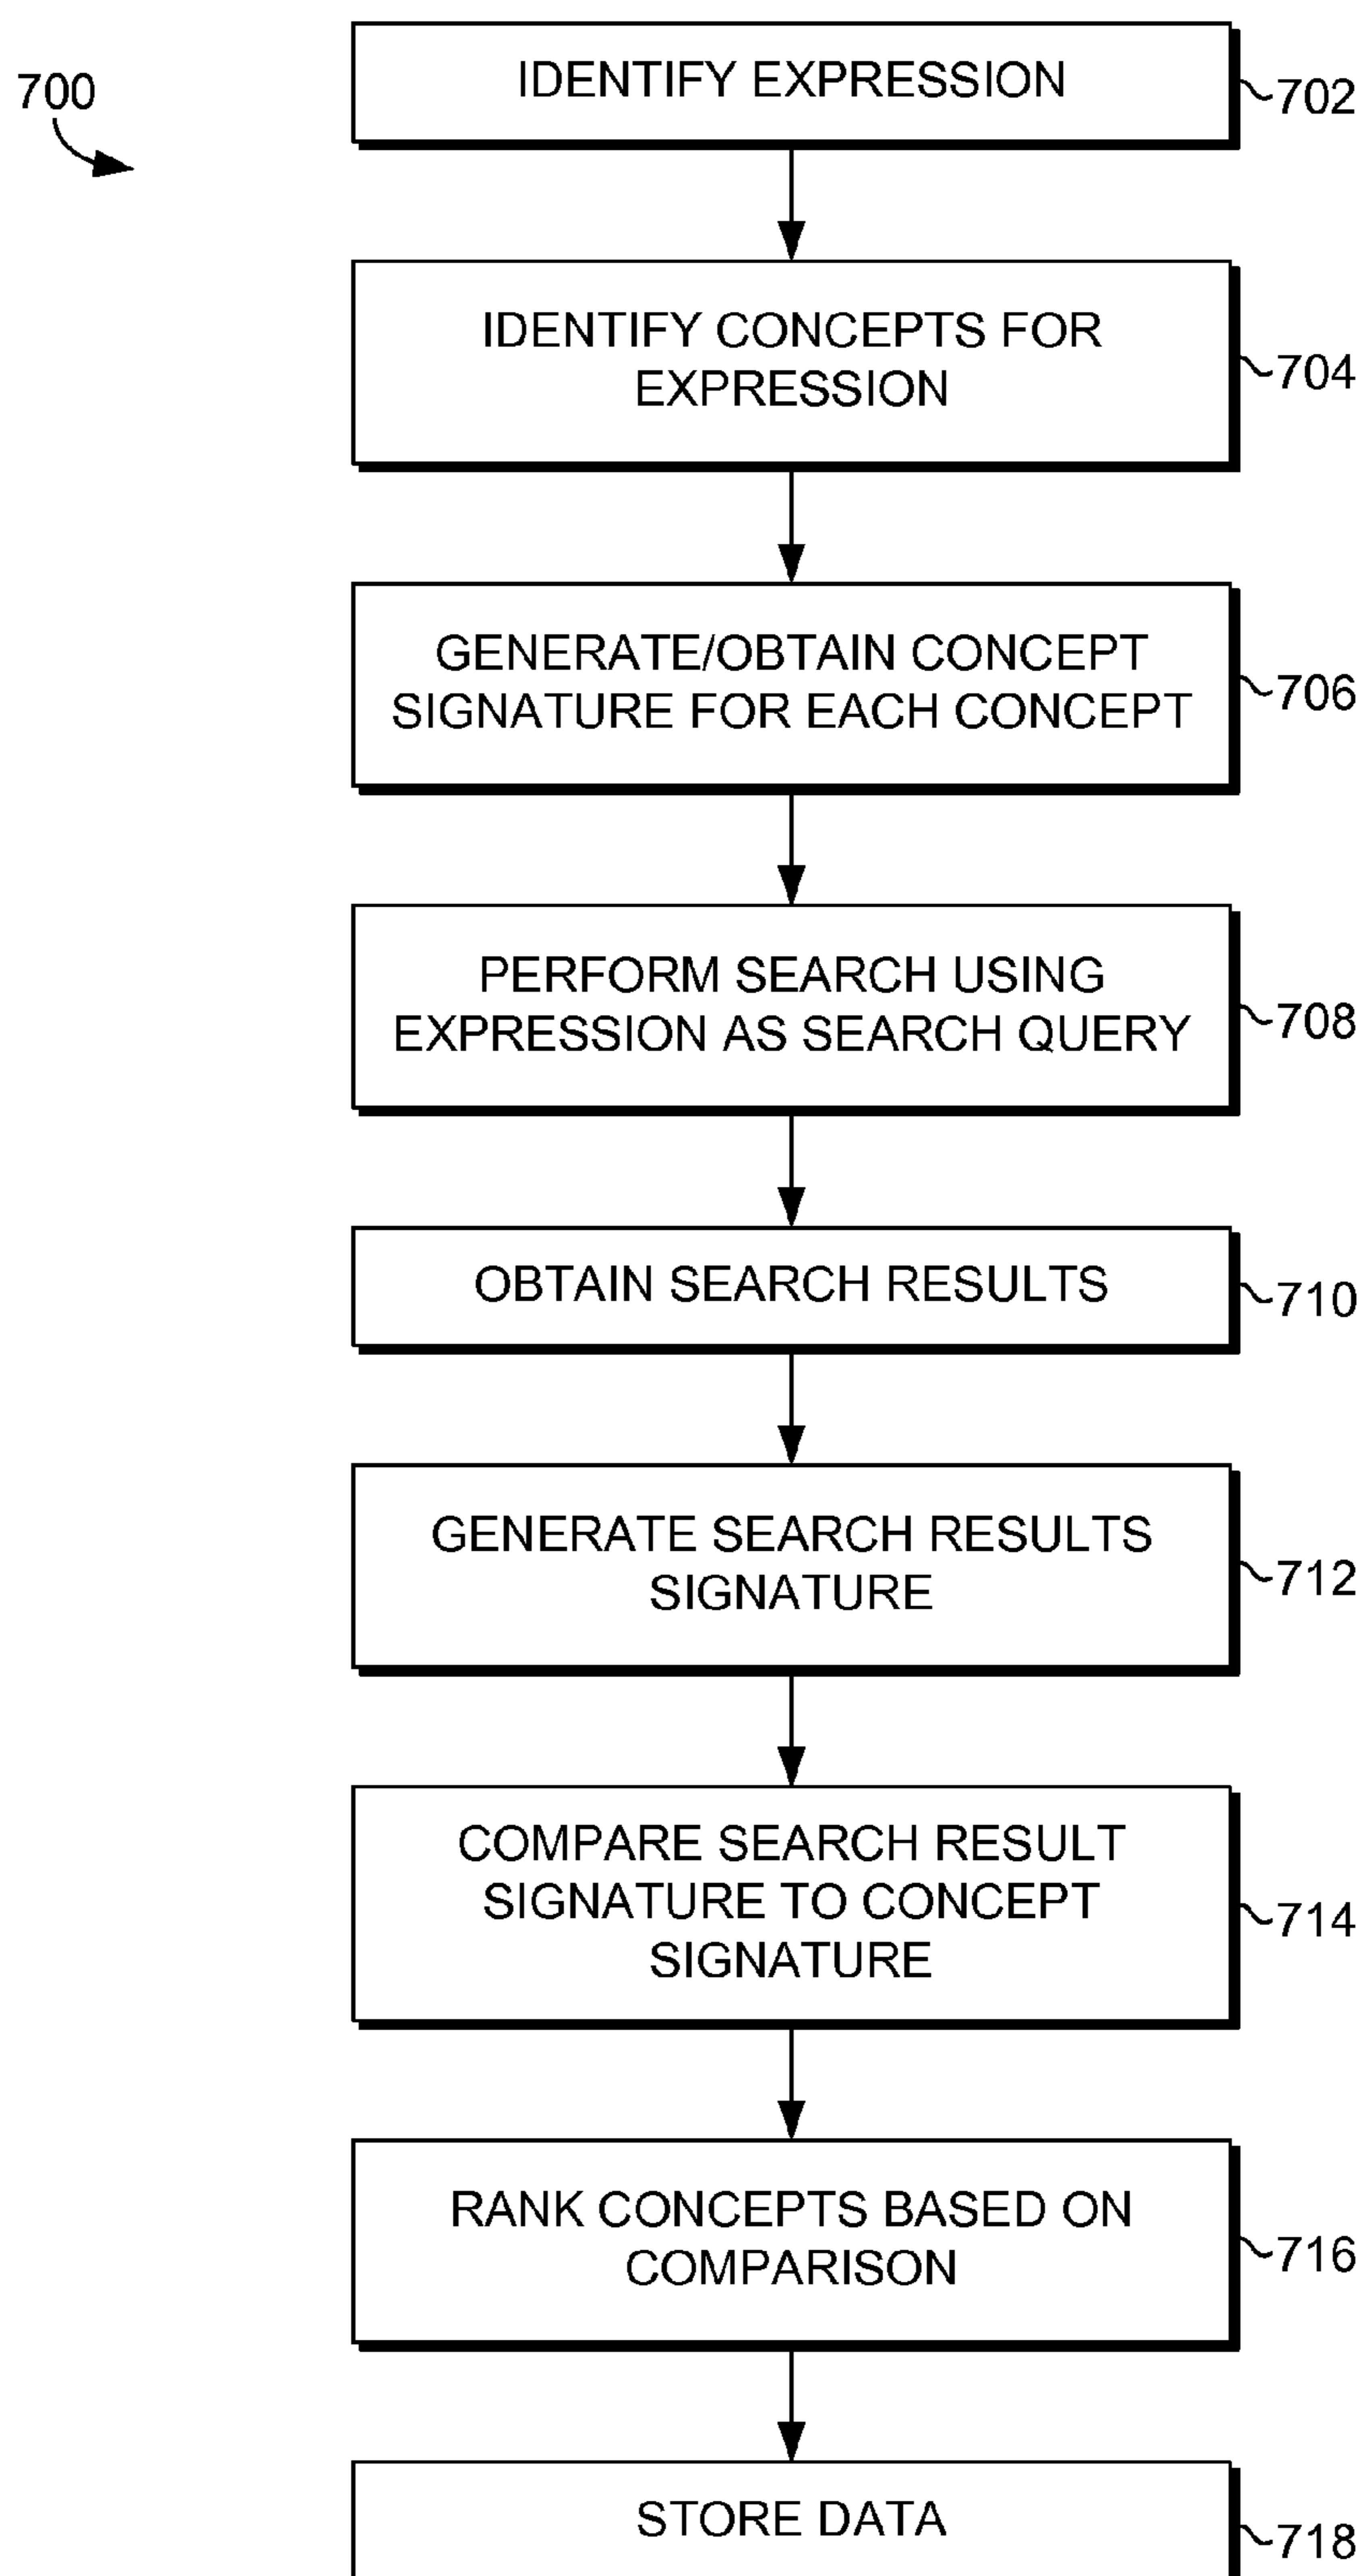 700
IDENTIFY EXPRESSION
702
IDENTIFY CONCEPTS FOR
EXPRESSION
704
GENERATE/OBTAIN CONCEPT
SIGNATURE FOR EACH CONCEPT
706
PERFORM SEARCH USING
EXPRESSION AS SEARCH QUERY
708
OBTAIN SEARCH RESULTS
710
GENERATE SEARCH RESULTS
SIGNATURE
712
COMPARE SEARCH RESULT
SIGNATURE TO CONCEPT
SIGNATURE
714
RANK CONCEPTS BASED ON
COMPARISON
716
STORE DATA
718